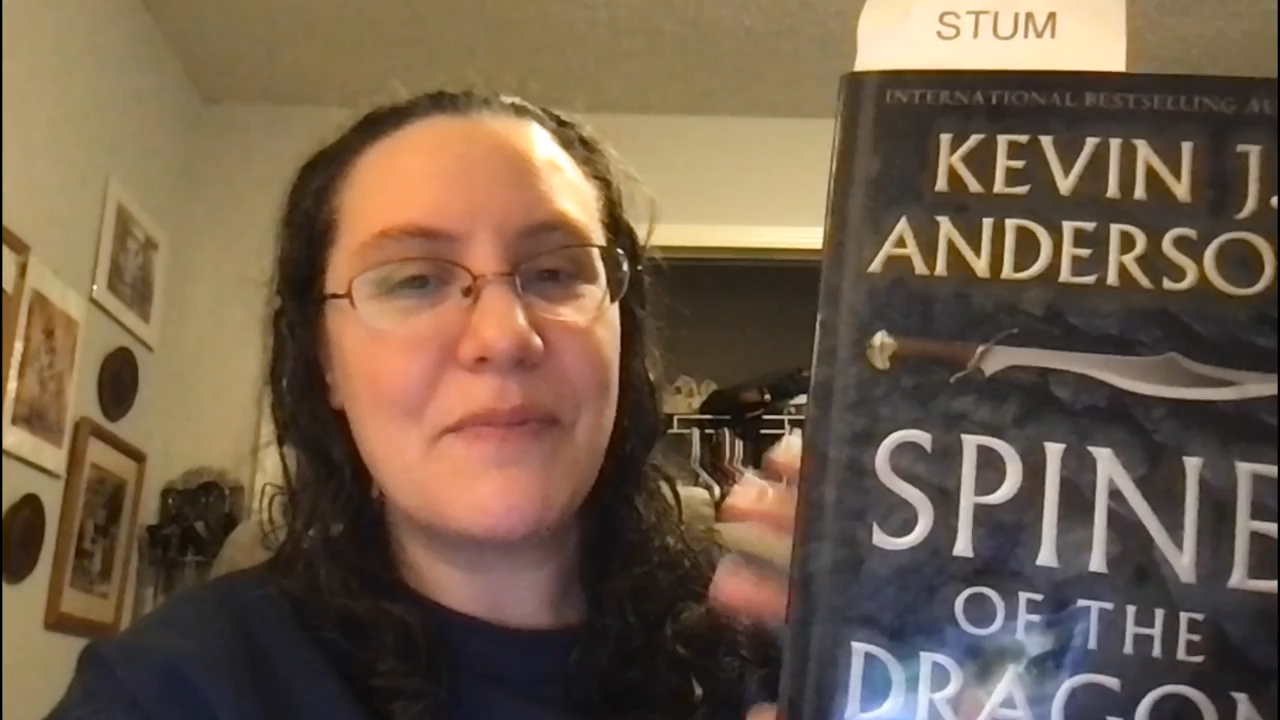 STUM
INTERNATIONAL BESTSELLING AU
KEVIN J.
ANDERSO
SPINE
OF THE
DRAGON